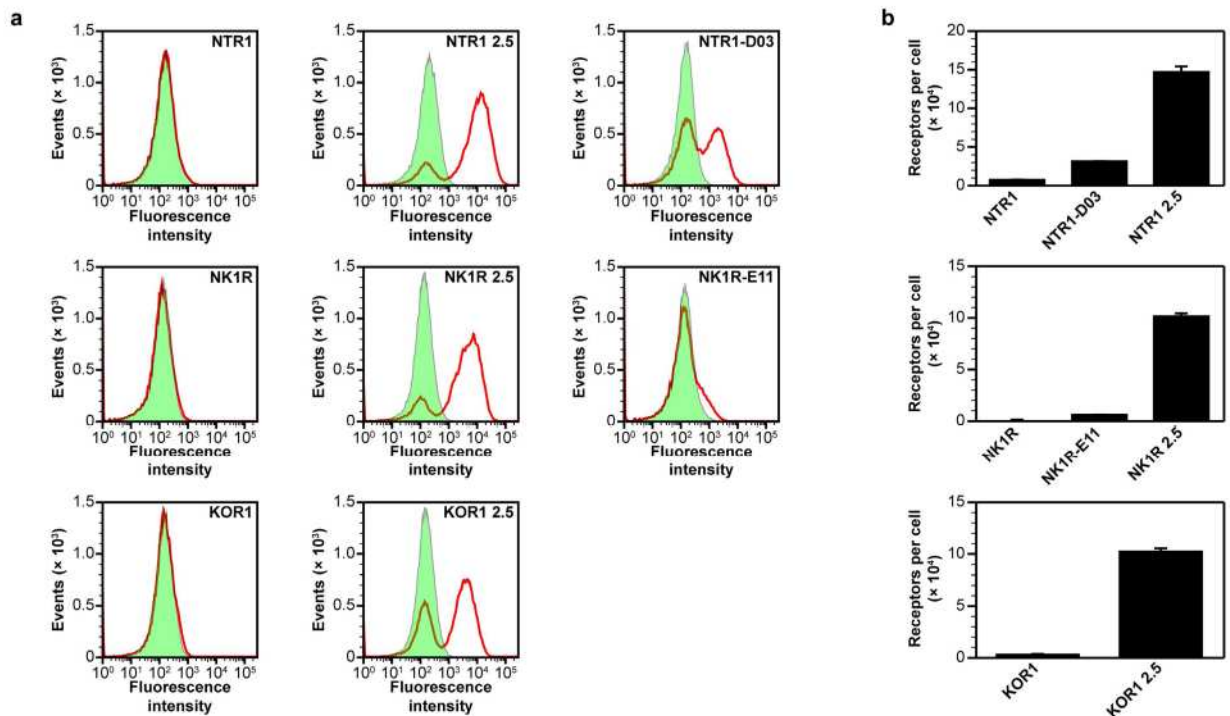 a
b
NTR1
Events (× 10³)
1.5
1.0
0.5
0
10⁰ 10¹ 10² 10³ 10⁴ 10⁵
Fluorescence
intensity
NTR1 2.5
Events (× 10³)
1.5
1.0
0.5
0
10⁰ 10¹ 10² 10³ 10⁴ 10⁵
Fluorescence
intensity
NTR1-D03
Events (× 10³)
1.5
1.0
0.5
0
10⁰ 10¹ 10² 10³ 10⁴ 10⁵
Fluorescence
intensity
Receptors per cell
(× 10⁴)
20
15
10
5
0
NTR1
NTR1-D03
NTR1 2.5
NK1R
Events (× 10³)
1.5
1.0
0.5
0
10⁰ 10¹ 10² 10³ 10⁴ 10⁵
Fluorescence
intensity
NK1R 2.5
Events (× 10³)
1.5
1.0
0.5
0
10⁰ 10¹ 10² 10³ 10⁴ 10⁵
Fluorescence
intensity
NK1R-E11
Events (× 10³)
1.5
1.0
0.5
0
10⁰ 10¹ 10² 10³ 10⁴ 10⁵
Fluorescence
intensity
Receptors per cell
(× 10⁴)
15
10
5
0
NK1R
NK1R-E11
NK1R 2.5
KOR1
Events (× 10³)
1.5
1.0
0.5
0
10⁰ 10¹ 10² 10³ 10⁴ 10⁵
Fluorescence
intensity
KOR1 2.5
Events (× 10³)
1.5
1.0
0.5
0
10⁰ 10¹ 10² 10³ 10⁴ 10⁵
Fluorescence
intensity
Receptors per cell
(× 10⁴)
15
10
5
0
KOR1
KOR1 2.5